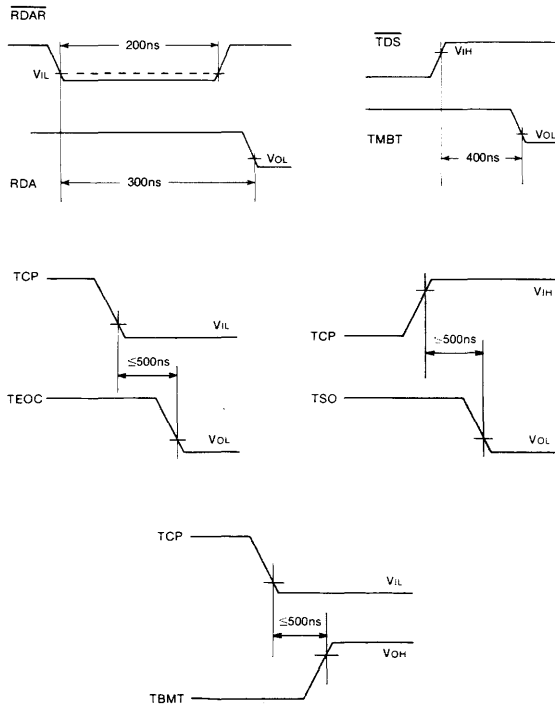 RDAR
200ns
VIL
RDA
300ns
VOL
TDS
VIH
TMBT
400ns
VOL
TCP
VIL
≤500ns
TEOC
VOL
TCP
VIH
≤500ns
TSO
VOL
TCP
VIL
≤500ns
TBMT
VOH